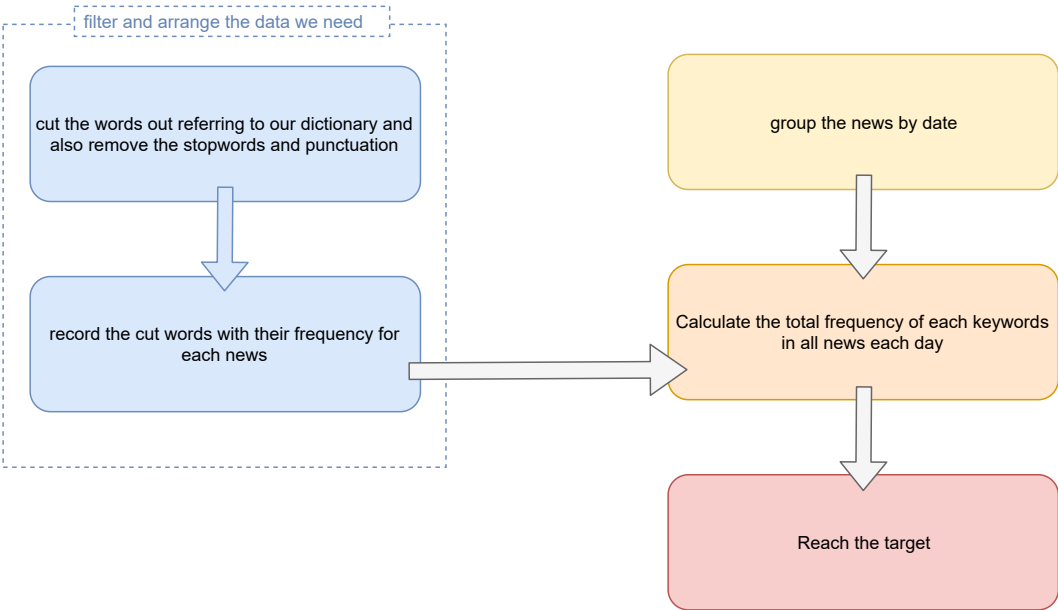 filter and arrange the data we need
cut the words out referring to our dictionary and
also remove the stopwords and punctuation
record the cut words with their frequency for
each news
group the news by date
Calculate the total frequency of each keywords
in all news each day
Reach the target